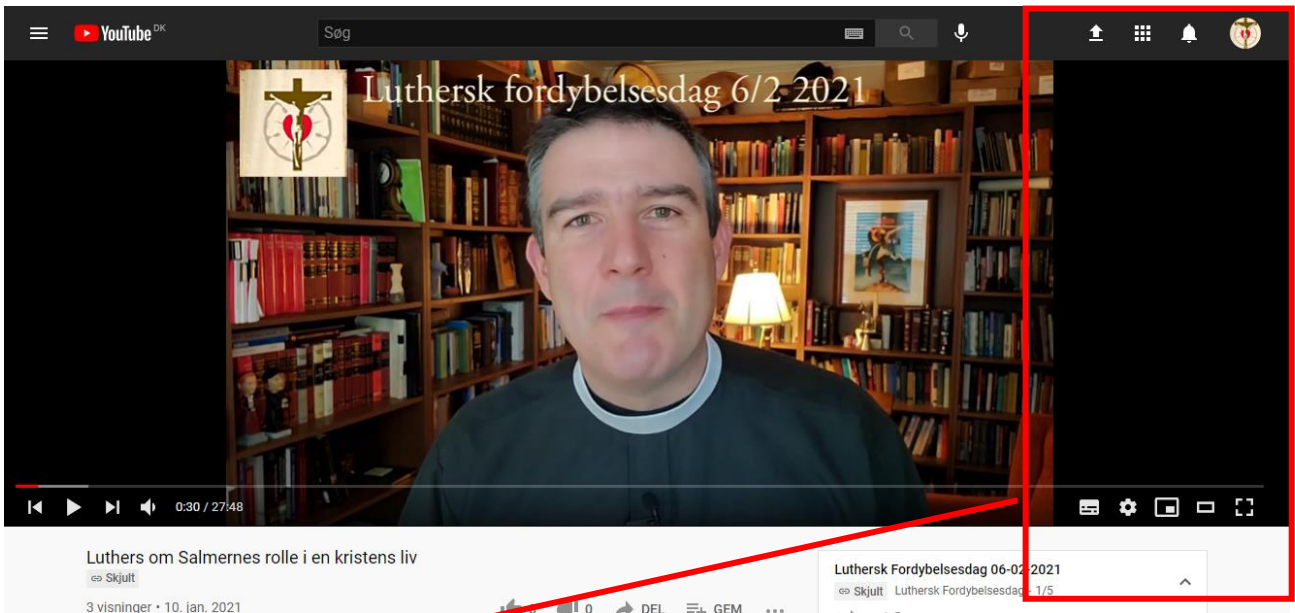 YouTube DK
Søg
Luthersk fordybelsesdag 6/2 2021
0:30 / 27:48
Luthers om Salmernes rolle i en kristens liv
Skjult
3 visninger • 10. jan. 2021
0 DEL GEM
Luthersk Fordybelsesdag 06-02-2021
Skjult Luthersk Fordybelsesdag - 1/5